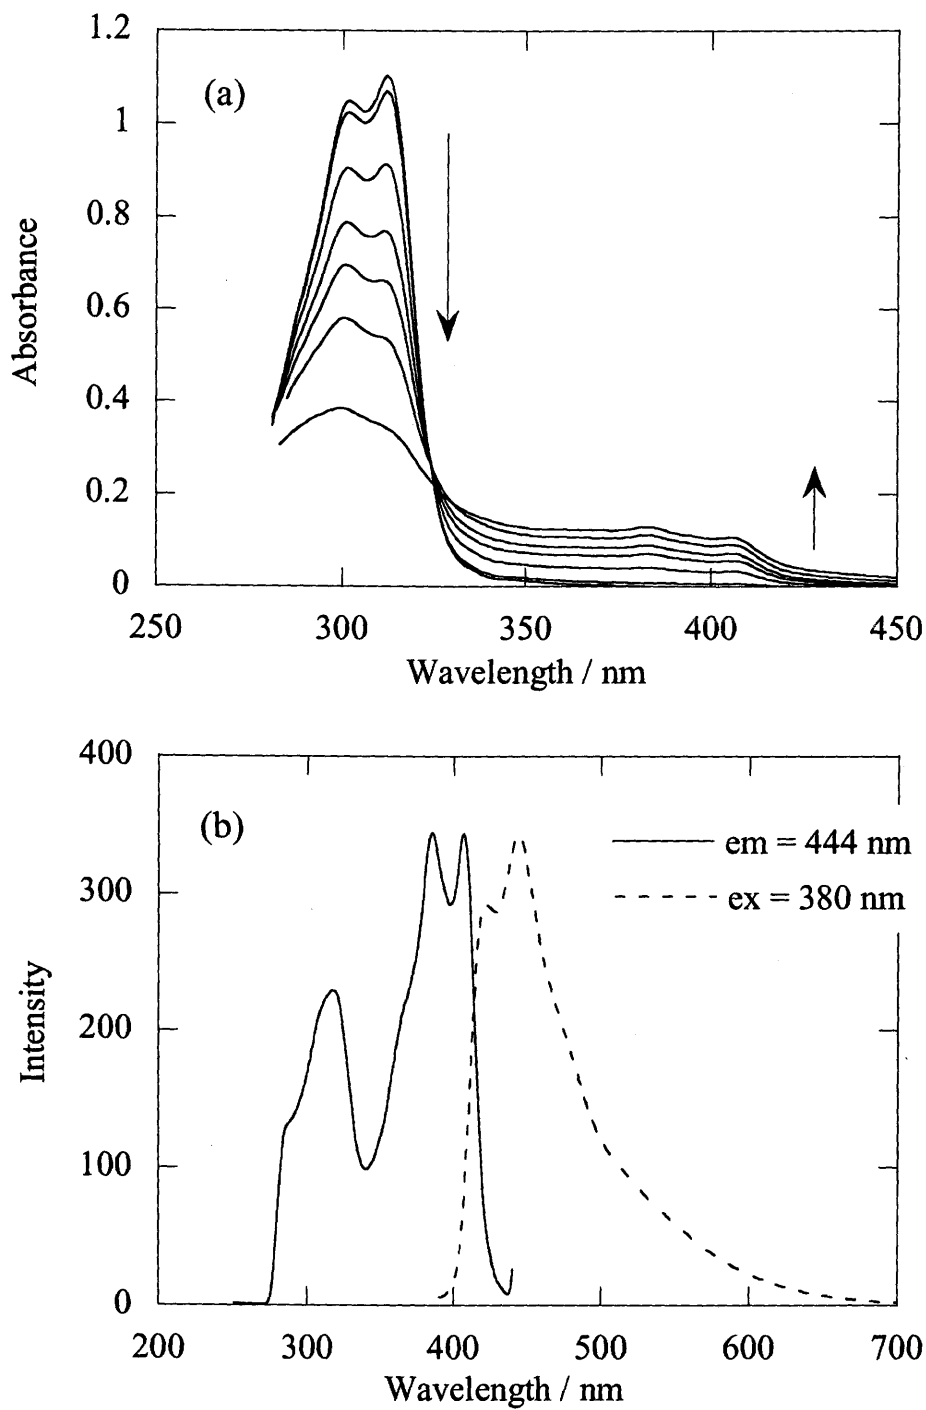 1.2
(a)
1
0.8
0.6
0.4
0.2
0
Absorbance
250 300 350 400 450
Wavelength / nm
400
(b)
em = 444 nm
300
ex = 380 nm
200
100
0
Intensity
200 300 400 500 600 700
Wavelength / nm